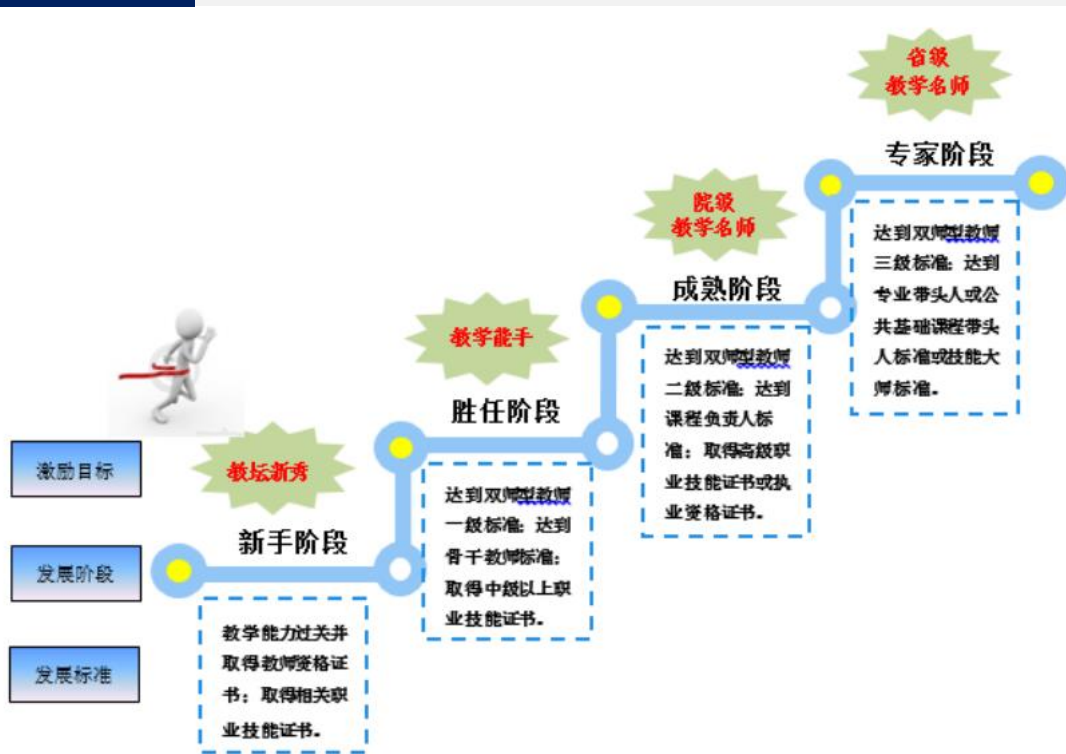 省级
教学名师
专家阶段
达到双师型教师
三级标准；达到
专业带头人或公
共基础课程带头
人标准或技能大
师标准。
院级
教学名师
成熟阶段
达到双师型教师
二级标准；达到
课程负责人标
准；取得高级职
业技能证书或执
业资格证书。
教学能手
胜任阶段
达到双师型教师
一级标准；达到
骨干教师标准；
取得中级以上职
业技能证书。
教坛新秀
新手阶段
教学能力过关并
取得教师资格证
书；取得相关职
业技能证书。
激励目标
发展阶段
发展标准